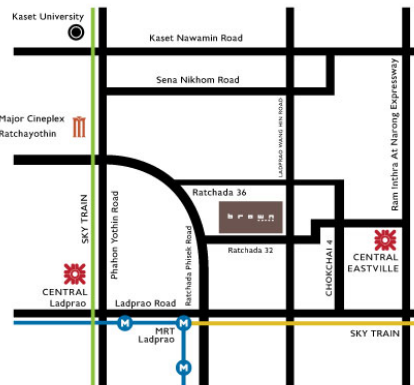 Kaset University
Kaset Nawamin Road
Sena Nikhom Road
Major Cineplex
Ratchayothin
LADPRAO WANG HIN ROAD
Ram Inthra At Narong Expressway
Ratchada 36
brown
SKY TRAIN
Phahon Yothin Road
Ratchada Phisek Road
Ratchada 32
CHOKCHAI 4
CENTRAL
EASTVILLE
CENTRAL
Ladprao
Ladprao Road
M
MRT
Ladprao
M
SKY TRAIN
M